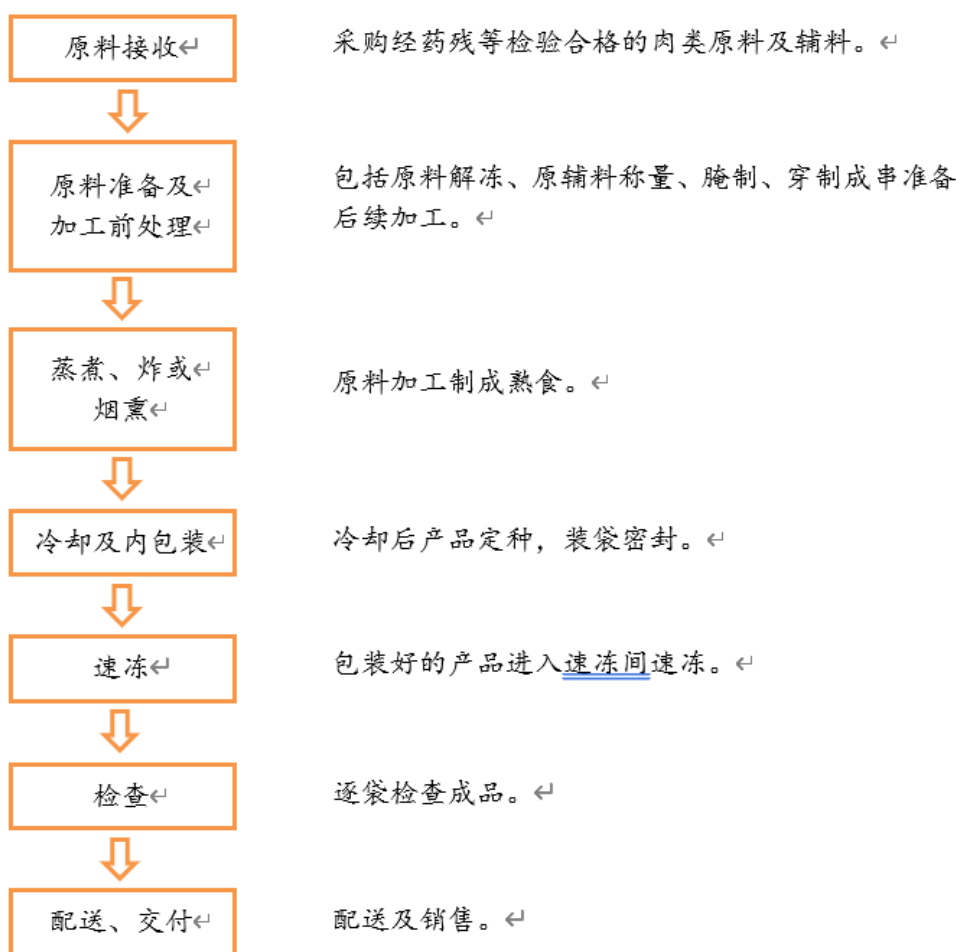 原料接收
采购经药残等检验合格的肉类原料及辅料。
原料准备及
加工前处理
包括原料解冻、原辅料称量、腌制、穿制成串准备
后续加工。
蒸煮、炸或
烟熏
原料加工制成熟食。
冷却及内包装
冷却后产品定种，装袋密封。
速冻
包装好的产品进入速冻间速冻。
检查
逐袋检查成品。
配送、交付
配送及销售。